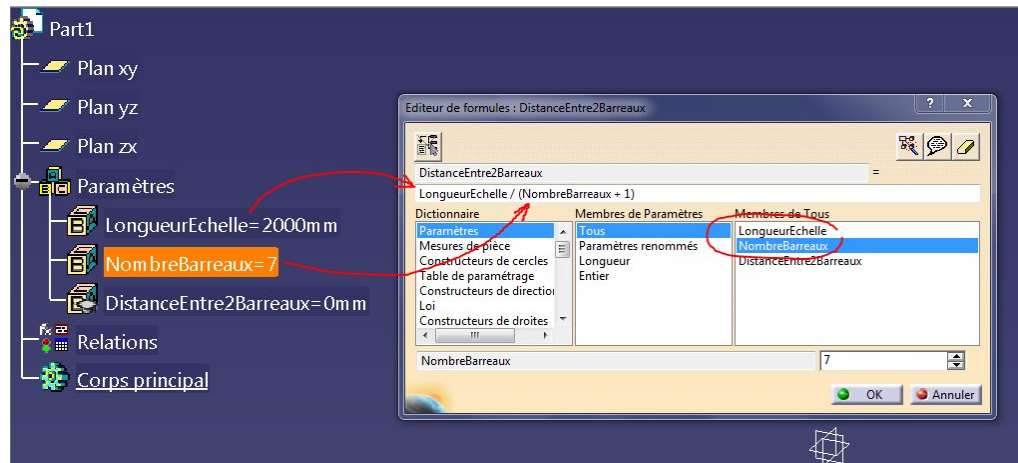 Part1
Plan xy
Plan yz
Plan zx
Paramètres
LongueurEchelle=2000mm
NombreBarreaux=7
DistanceEntre2Barreaux=0mm
Relations
Corps principal
Editeur de formules : DistanceEntre2Barreaux
DistanceEntre2Barreaux =
LongueurEchelle / (NombreBarreaux + 1)
Dictionnaire Membres de Paramètres Membres de Tous
Paramètres Tous LongueurEchelle
Mesures de pièce Paramètres renommés NombreBarreaux
Constructeurs de cercles Longueur DistanceEntre2Barreaux
Table de paramétrage Entier
Constructeurs de direction
Loi
Constructeurs de droites
NombreBarreaux 7
OK Annuler